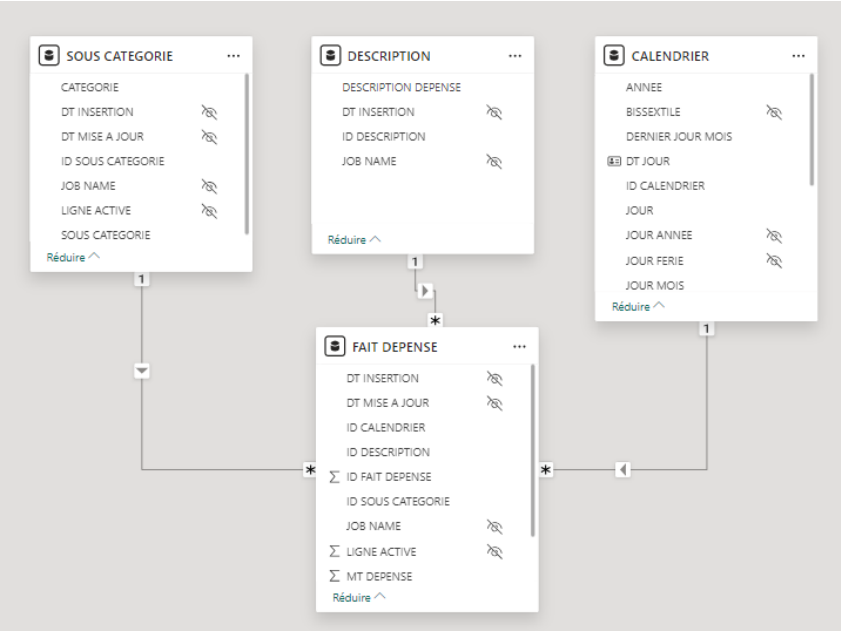 SOUS CATEGORIE ...
CATEGORIE
DT INSERTION
DT MISE A JOUR
ID SOUS CATEGORIE
JOB NAME
LIGNE ACTIVE
SOUS CATEGORIE
Réduire
1
DESCRIPTION ...
DESCRIPTION DEPENSE
DT INSERTION
ID DESCRIPTION
JOB NAME
Réduire
1
*
CALENDRIER ...
ANNEE
BISSEXTILE
DERNIER JOUR MOIS
DT JOUR
ID CALENDRIER
JOUR
JOUR ANNEE
JOUR FERIE
JOUR MOIS
Réduire
1
FAIT DEPENSE ...
DT INSERTION
DT MISE A JOUR
ID CALENDRIER
ID DESCRIPTION
Σ ID FAIT DEPENSE
ID SOUS CATEGORIE
JOB NAME
Σ LIGNE ACTIVE
Σ MT DEPENSE
Réduire
*
*